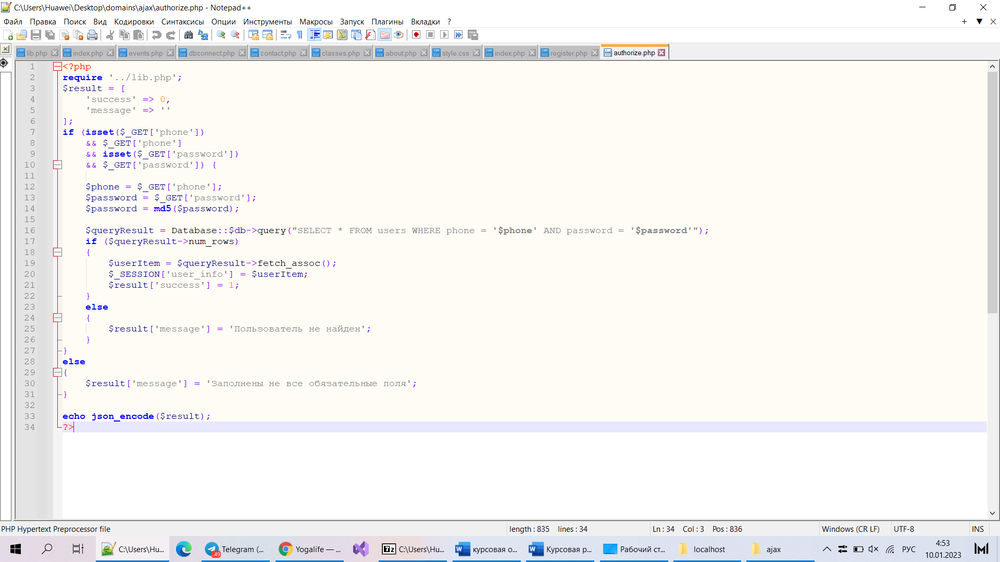 C:\Users\Huawei\Desktop\domains\ajax\authorize.php - Notepad++
Файл Правка Поиск Вид Кодировки Синтаксисы Опции Инструменты Макросы Запуск Плагины Вкладки ?
lib.php index.php events.php dbconnect.php contact.php classes.php about.php style.css index.php register.php authorize.php
1 <?php
2 require '../lib.php';
3 $result = [
4 'success' => 0,
5 'message' => ''
6 ];
7 if (isset($_GET['phone'])
8 && $_GET['phone']
9 && isset($_GET['password'])
10 && $_GET['password']) {
11
12 $phone = $_GET['phone'];
13 $password = $_GET['password'];
14 $password = md5($password);
15
16 $queryResult = Database::$db->query("SELECT * FROM users WHERE phone = '$phone' AND password = '$password'");
17 if ($queryResult->num_rows)
18 {
19 $userItem = $queryResult->fetch_assoc();
20 $_SESSION['user_info'] = $userItem;
21 $result['success'] = 1;
22 }
23 else
24 {
25 $result['message'] = 'Пользователь не найден';
26 }
27 }
28 else
29 {
30 $result['message'] = 'Заполнены не все обязательные поля';
31 }
32
33 echo json_encode($result);
34 ?>
PHP Hypertext Preprocessor file length : 835 lines : 34 Ln : 34 Col : 3 Pos : 836 Windows (CR LF) UTF-8 INS
C:\Users\Hu... Telegram (... Yogalife — ... C:\Users\Hu... курсовая о... Курсовая р... Рабочий ст... localhost ajax РУС 4:53
10.01.2023